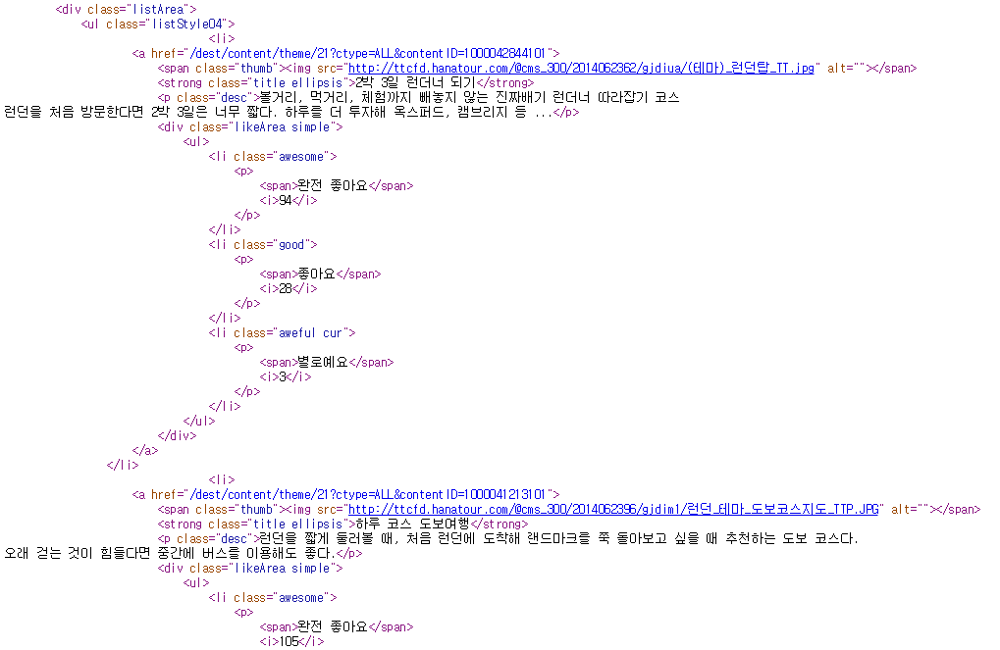 <div class="listArea">
<ul class="listStyle04">
<li>
<a href="/dest/content/theme/21?ctype=ALL&contentID=1000042844101">
<span class="thumb"><img src="http://ttcfd.hanatour.com/@cms_300/2014062362/gjdiua/(테마)_런던탑_TT.jpg" alt=""></span>
<strong class="title ellipsis">2박 3일 런더너 되기</strong>
<p class="desc">볼거리, 먹거리, 체험까지 빼놓지 않는 진짜배기 런더너 따라잡기 코스
런던을 처음 방문한다면 2박 3일은 너무 짧다. 하루를 더 투자해 옥스퍼드, 캠브리지 등 ...</p>
<div class="likeArea simple">
<ul>
<li class="awesome">
<p>
<span>완전 좋아요</span>
<i>94</i>
</p>
</li>
<li class="good">
<p>
<span>좋아요</span>
<i>28</i>
</p>
</li>
<li class="aweful cur">
<p>
<span>별로예요</span>
<i>3</i>
</p>
</li>
</ul>
</div>
</a>
</li>
<li>
<a href="/dest/content/theme/21?ctype=ALL&contentID=1000041213101">
<span class="thumb"><img src="http://ttcfd.hanatour.com/@cms_300/2014062396/gjdim1/런던_테마_도보코스지도_TTP.JPG" alt=""></span>
<strong class="title ellipsis">하루 코스 도보여행</strong>
<p class="desc">런던을 짧게 둘러볼 때, 처음 런던에 도착해 랜드마크를 쭉 돌아보고 싶을 때 추천하는 도보 코스다.
오래 걷는 것이 힘들다면 중간에 버스를 이용해도 좋다.</p>
<div class="likeArea simple">
<ul>
<li class="awesome">
<p>
<span>완전 좋아요</span>
<i>105</i>